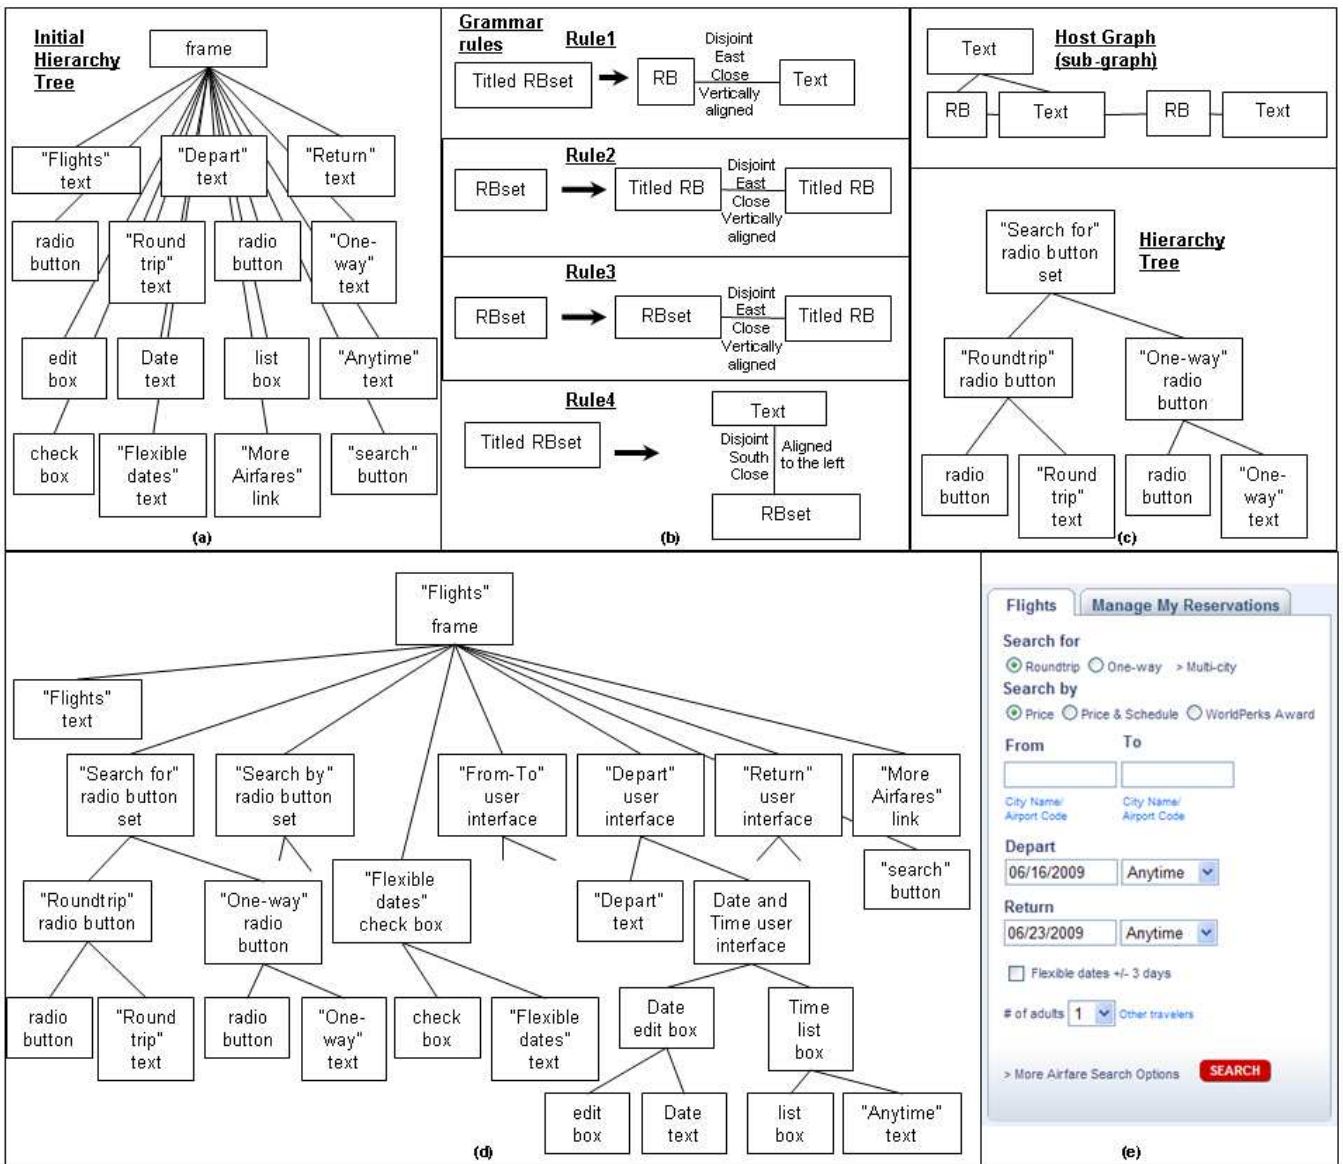 Initial
Hierarchy
Tree
frame
"Flights"
text
"Depart"
text
"Return"
text
radio
button
"Round
trip"
text
radio
button
"One-
way"
text
edit
box
Date
text
list
box
"Anytime"
text
check
box
"Flexible
dates"
text
"More
Airfares"
link
"search"
button
(a)
Grammar
rules
Rule1
Titled RBset
RB
Disjoint
East
Close
Vertically
aligned
Text
Rule2
RBset
Titled RB
Disjoint
East
Close
Vertically
aligned
Titled RB
Rule3
RBset
RBset
Disjoint
East
Close
Vertically
aligned
Titled RB
Rule4
Titled RBset
Text
Disjoint
South
Close
Aligned
to the left
RBset
(b)
Text
Host Graph
(sub-graph)
RB
Text
RB
Text
"Search for"
radio button
set
Hierarchy
Tree
"Roundtrip"
radio button
"One-way"
radio
button
radio
button
"Round
trip"
text
radio
button
"One-
way"
text
(c)
"Flights"
frame
"Flights"
text
"Search for"
radio button
set
"Search by"
radio button
set
"From-To"
user
interface
"Depart"
user
interface
"Return"
user
interface
"More
Airfares"
link
"Roundtrip"
radio button
"One-way"
radio
button
"Flexible
dates"
check box
"Depart"
text
Date and
Time user
interface
"search"
button
radio
button
"Round
trip"
text
radio
button
"One-
way"
text
check
box
"Flexible
dates"
text
Date
edit box
Time
list
box
edit
box
Date
text
list
box
"Anytime"
text
(d)
Flights
Manage My Reservations
Search for
Roundtrip One-way > Multi-city
Search by
Price Price & Schedule WorldPerks Award
From To
City Name/ City Name/
Airport Code Airport Code
Depart
06/16/2009 Anytime
Return
06/23/2009 Anytime
Flexible dates +/- 3 days
# of adults 1 Other travelers
> More Airfare Search Options SEARCH
(e)